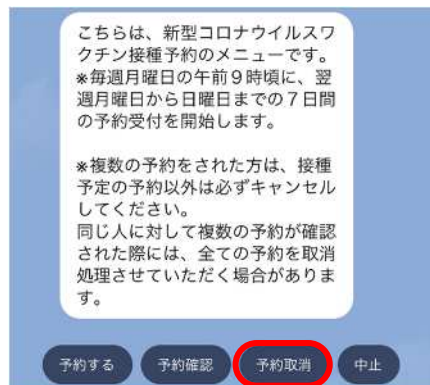 こちらは、新型コロナウイルスワ
クチン接種予約のメニューです。
※毎週月曜日の午前９時頃に、翌
週月曜日から日曜日までの７日間
の予約受付を開始します。
※複数の予約をされた方は、接種
予定の予約以外は必ずキャンセル
してください。
同じ人に対して複数の予約が確認
された際には、全ての予約を取消
処理させていただく場合がありま
す。
予約する 予約確認 予約取消 中止